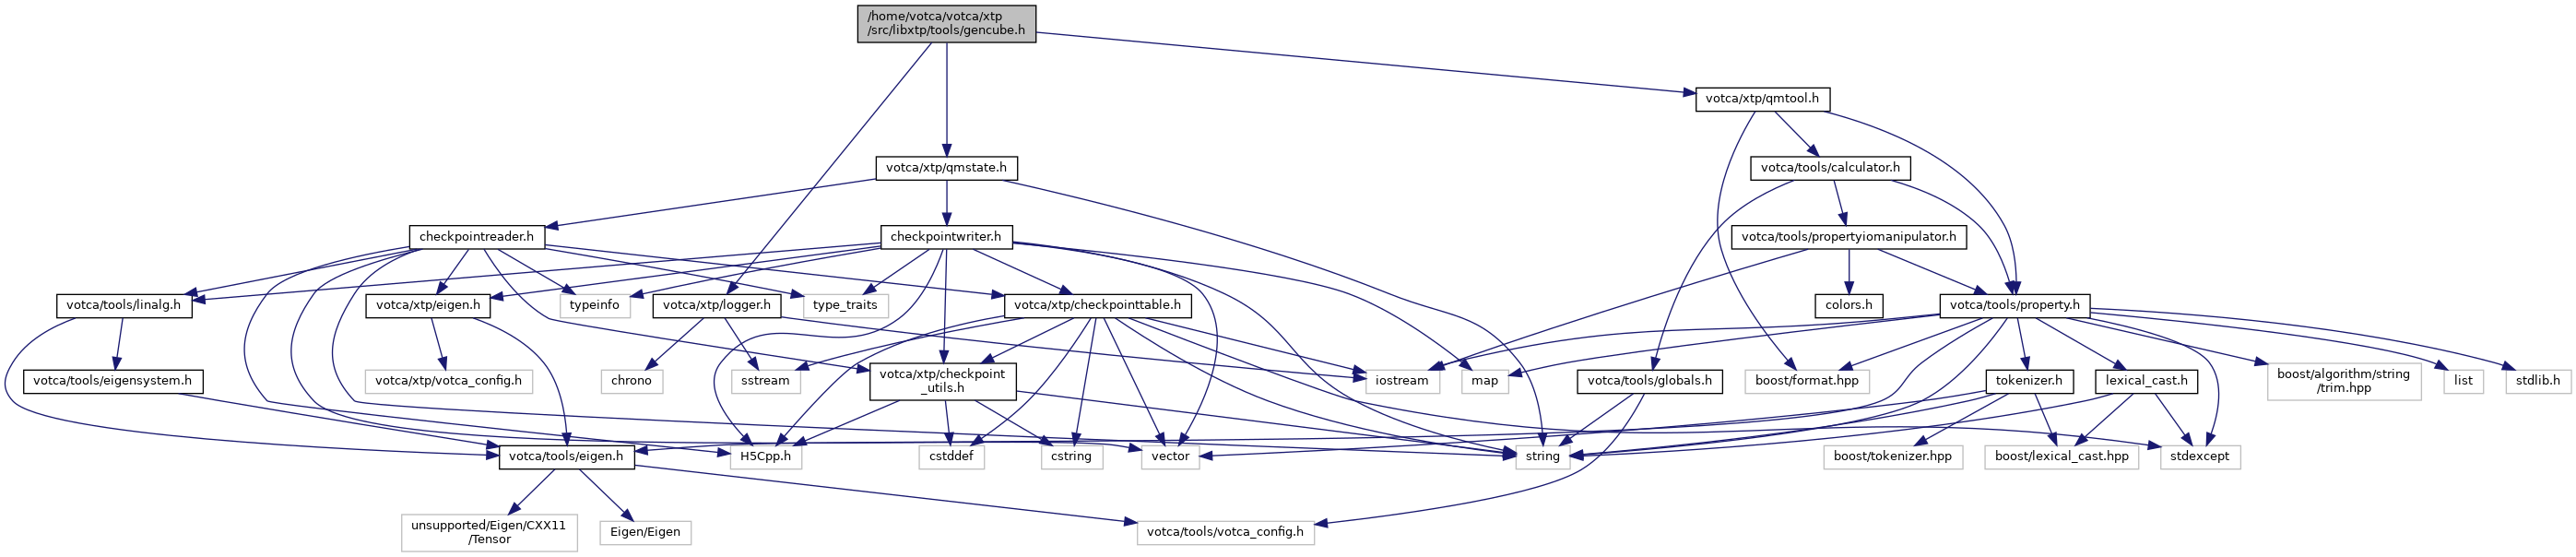 /home/votca/votca/xtp
/src/libxtp/tools/gencube.h
votca/xtp/qmtool.h
votca/xtp/qmstate.h
votca/tools/calculator.h
checkpointreader.h
checkpointwriter.h
votca/tools/propertyiomanipulator.h
votca/tools/linalg.h
votca/xtp/eigen.h
typeinfo
votca/xtp/logger.h
type_traits
votca/xtp/checkpointtable.h
colors.h
votca/tools/property.h
votca/tools/eigensystem.h
votca/xtp/votca_config.h
chrono
sstream
votca/xtp/checkpoint
_utils.h
iostream
map
votca/tools/globals.h
boost/format.hpp
tokenizer.h
lexical_cast.h
boost/algorithm/string
/trim.hpp
list
stdlib.h
votca/tools/eigen.h
H5Cpp.h
cstddef
cstring
vector
string
boost/tokenizer.hpp
boost/lexical_cast.hpp
stdexcept
unsupported/Eigen/CXX11
/Tensor
Eigen/Eigen
votca/tools/votca_config.h